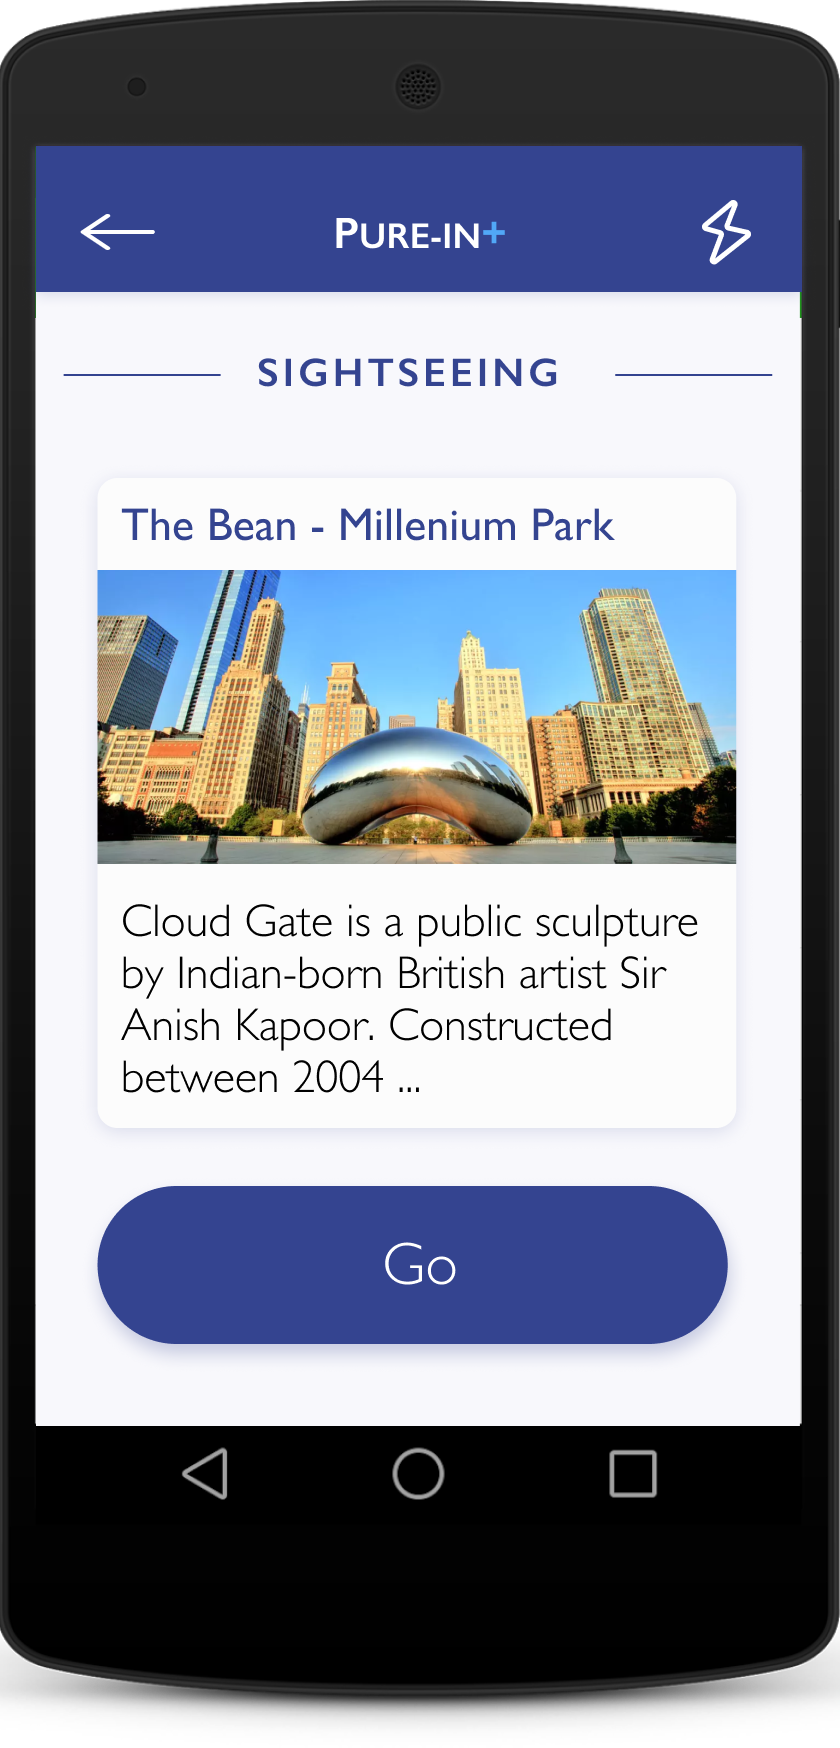 PURE-IN+
SIGHTSEEING
The Bean - Millenium Park
Cloud Gate is a public sculpture
by Indian-born British artist Sir
Anish Kapoor. Constructed
between 2004 ...
Go